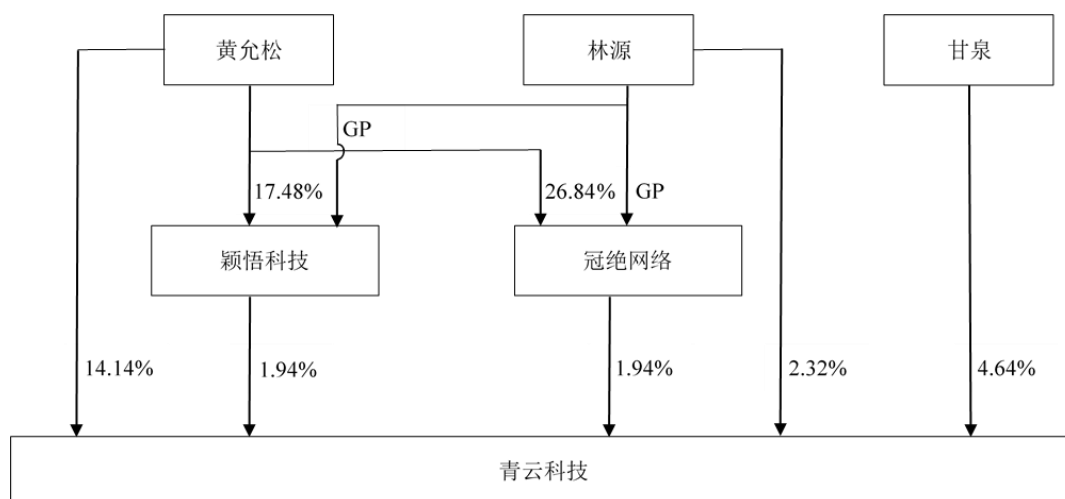 黄允松
林源
甘泉
GP
17.48%
26.84%
GP
颖悟科技
冠绝网络
14.14%
1.94%
1.94%
2.32%
4.64%
青云科技